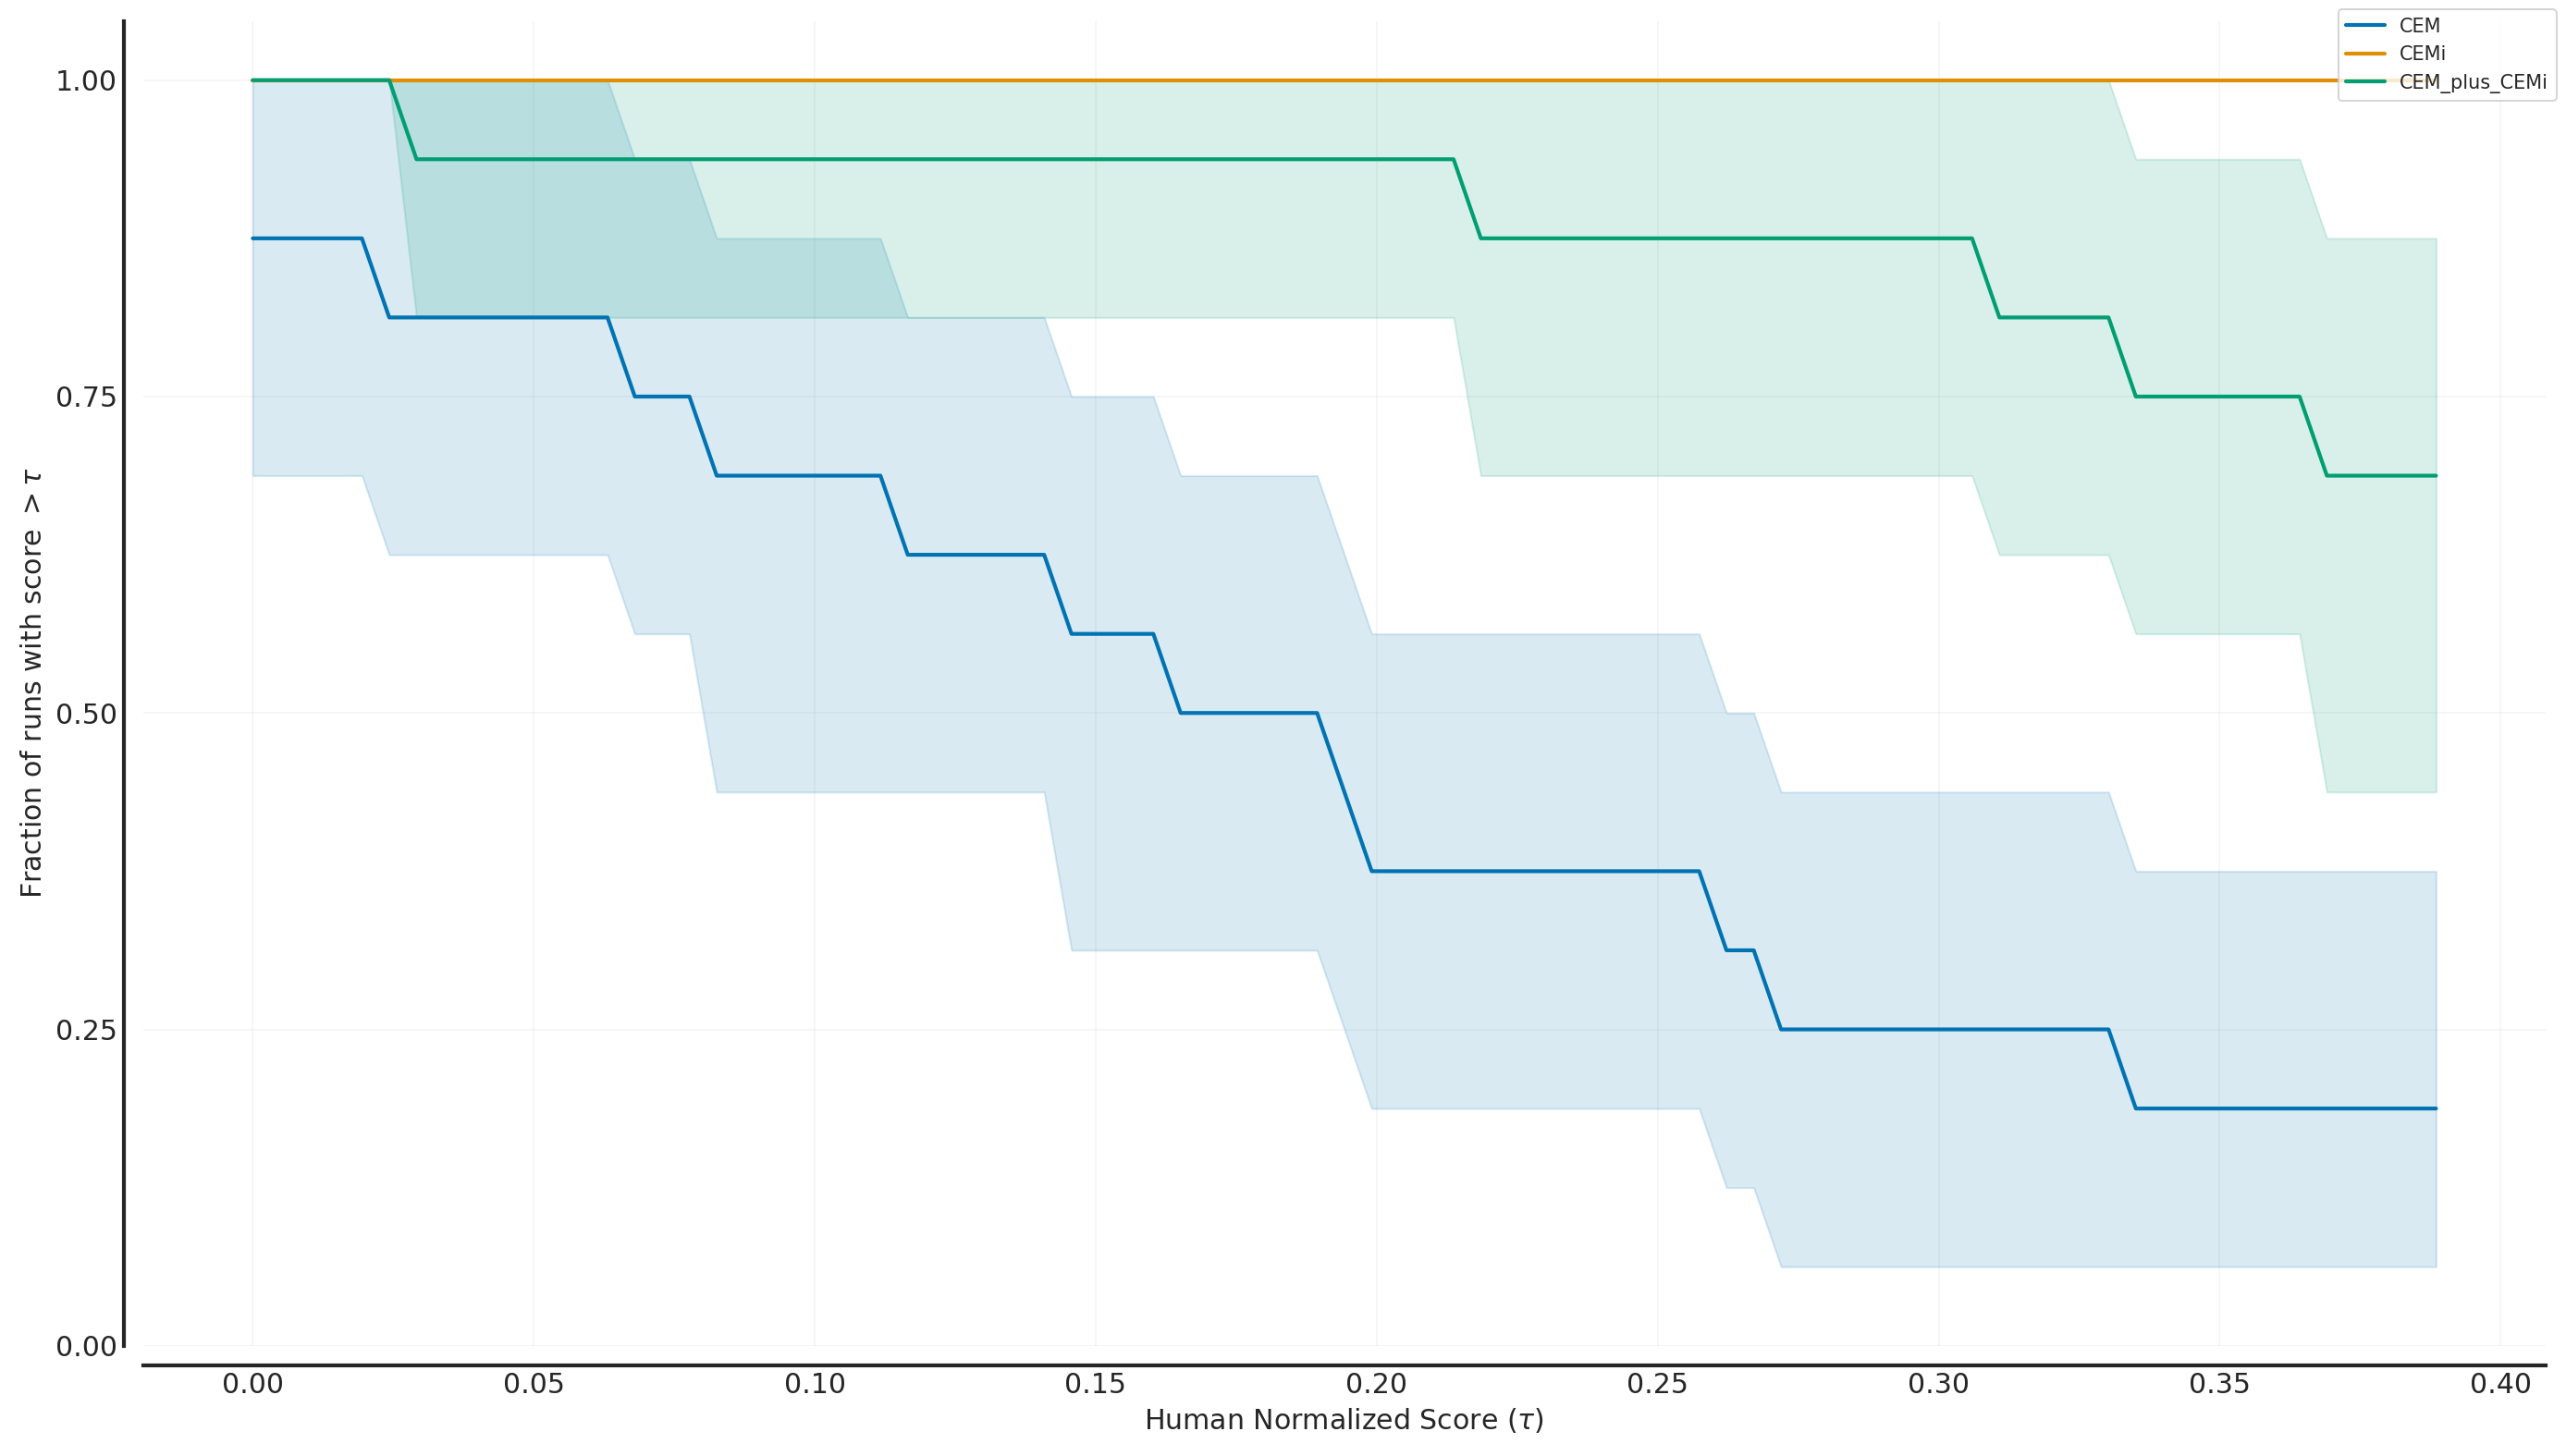 CEM
CEMi
CEM_plus_CEMi
1.00
0.75
0.50
0.25
0.00
Fraction of runs with score > τ
0.00 0.05 0.10 0.15 0.20 0.25 0.30 0.35 0.40
Human Normalized Score (τ)